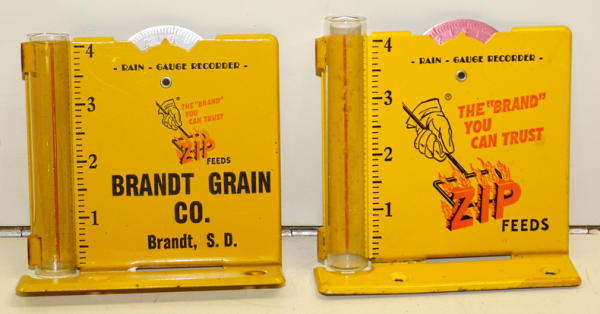 - RAIN - GAUGE RECORDER -
4
3
2
1
®
THE "BRAND"
YOU
CAN TRUST
ZIP
FEEDS
BRANDT GRAIN
CO.
Brandt, S. D.
- RAIN - GAUGE RECORDER -
4
3
2
1
®
THE "BRAND"
YOU
CAN TRUST
ZIP
FEEDS